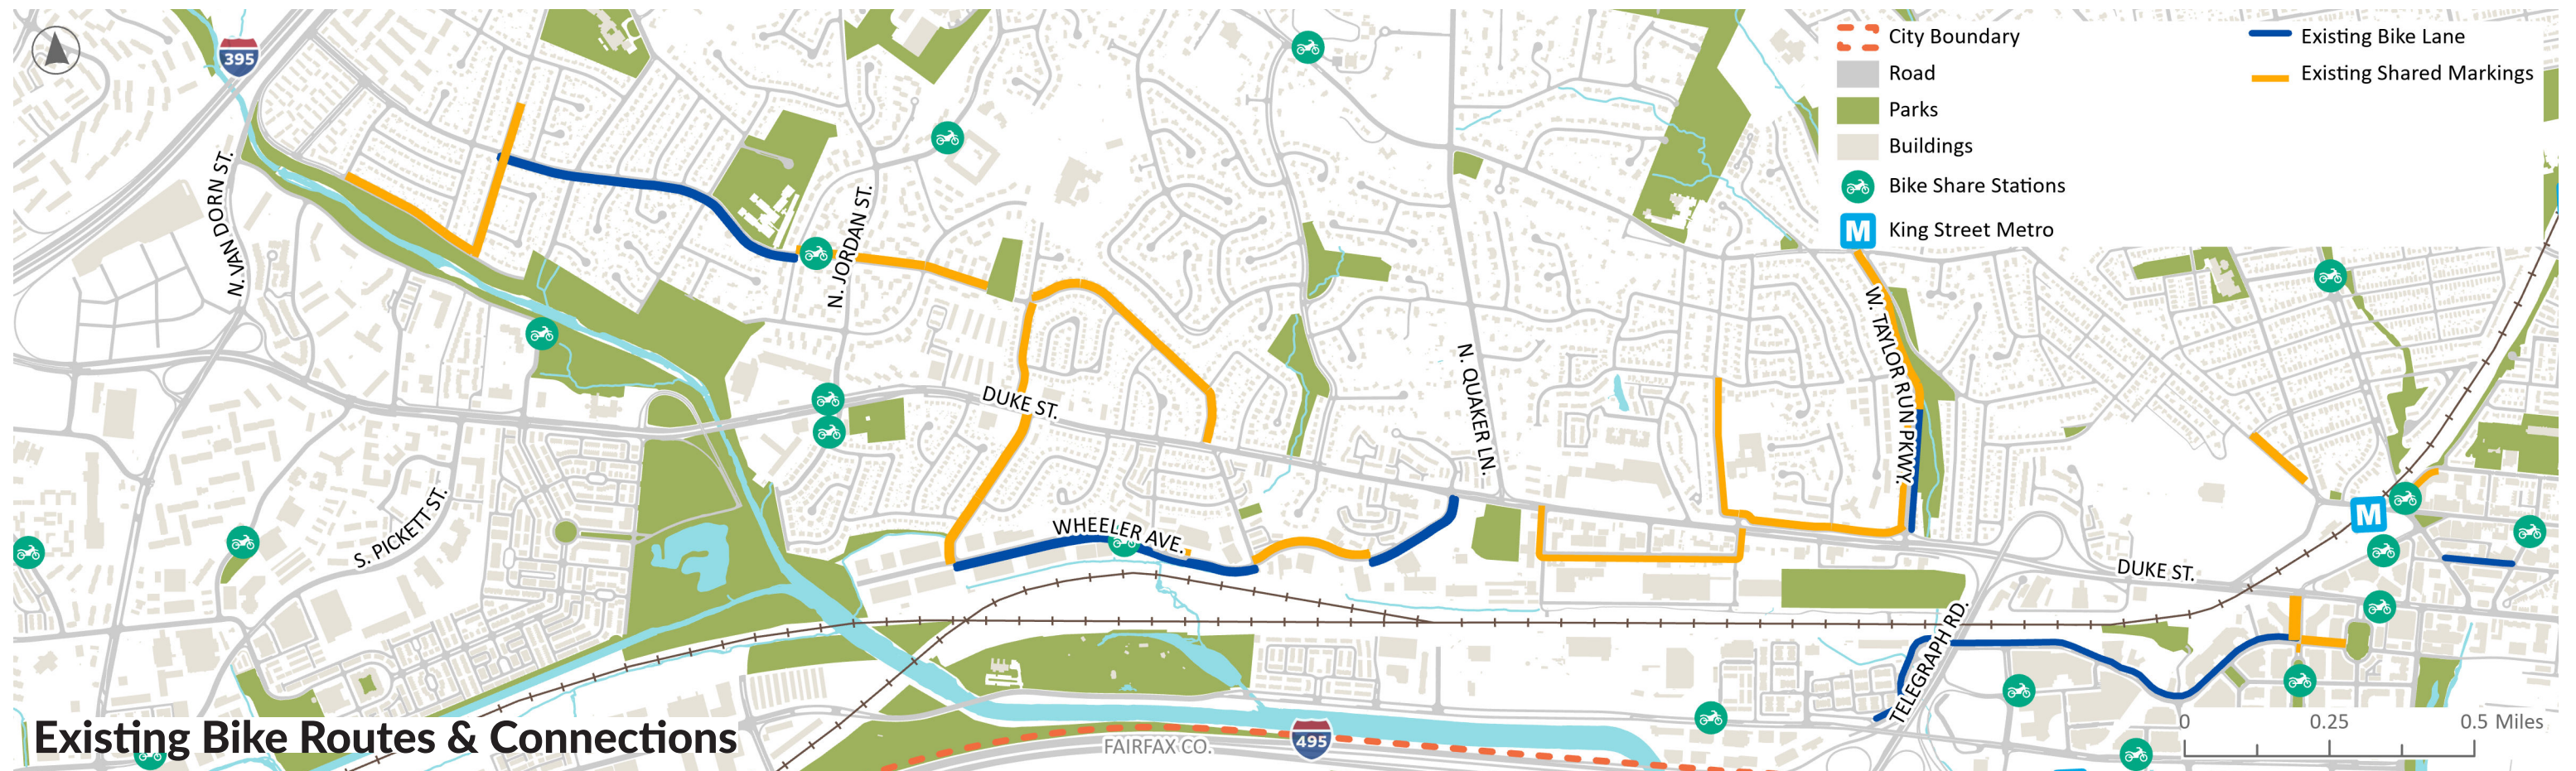 395
City Boundary
Road
Parks
Buildings
Bike Share Stations
M
King Street Metro
Existing Bike Lane
Existing Shared Markings
N. VAN DORN ST.
N. JORDAN ST.
DUKE ST.
N. QUAKER LN.
W. TAYLOR RUN PKWY.
S. PICKETT ST.
WHEELER AVE.
M
DUKE ST.
TELEGRAPH RD.
Existing Bike Routes & Connections
FAIRFAX CO.
495
0 0.25 0.5 Miles